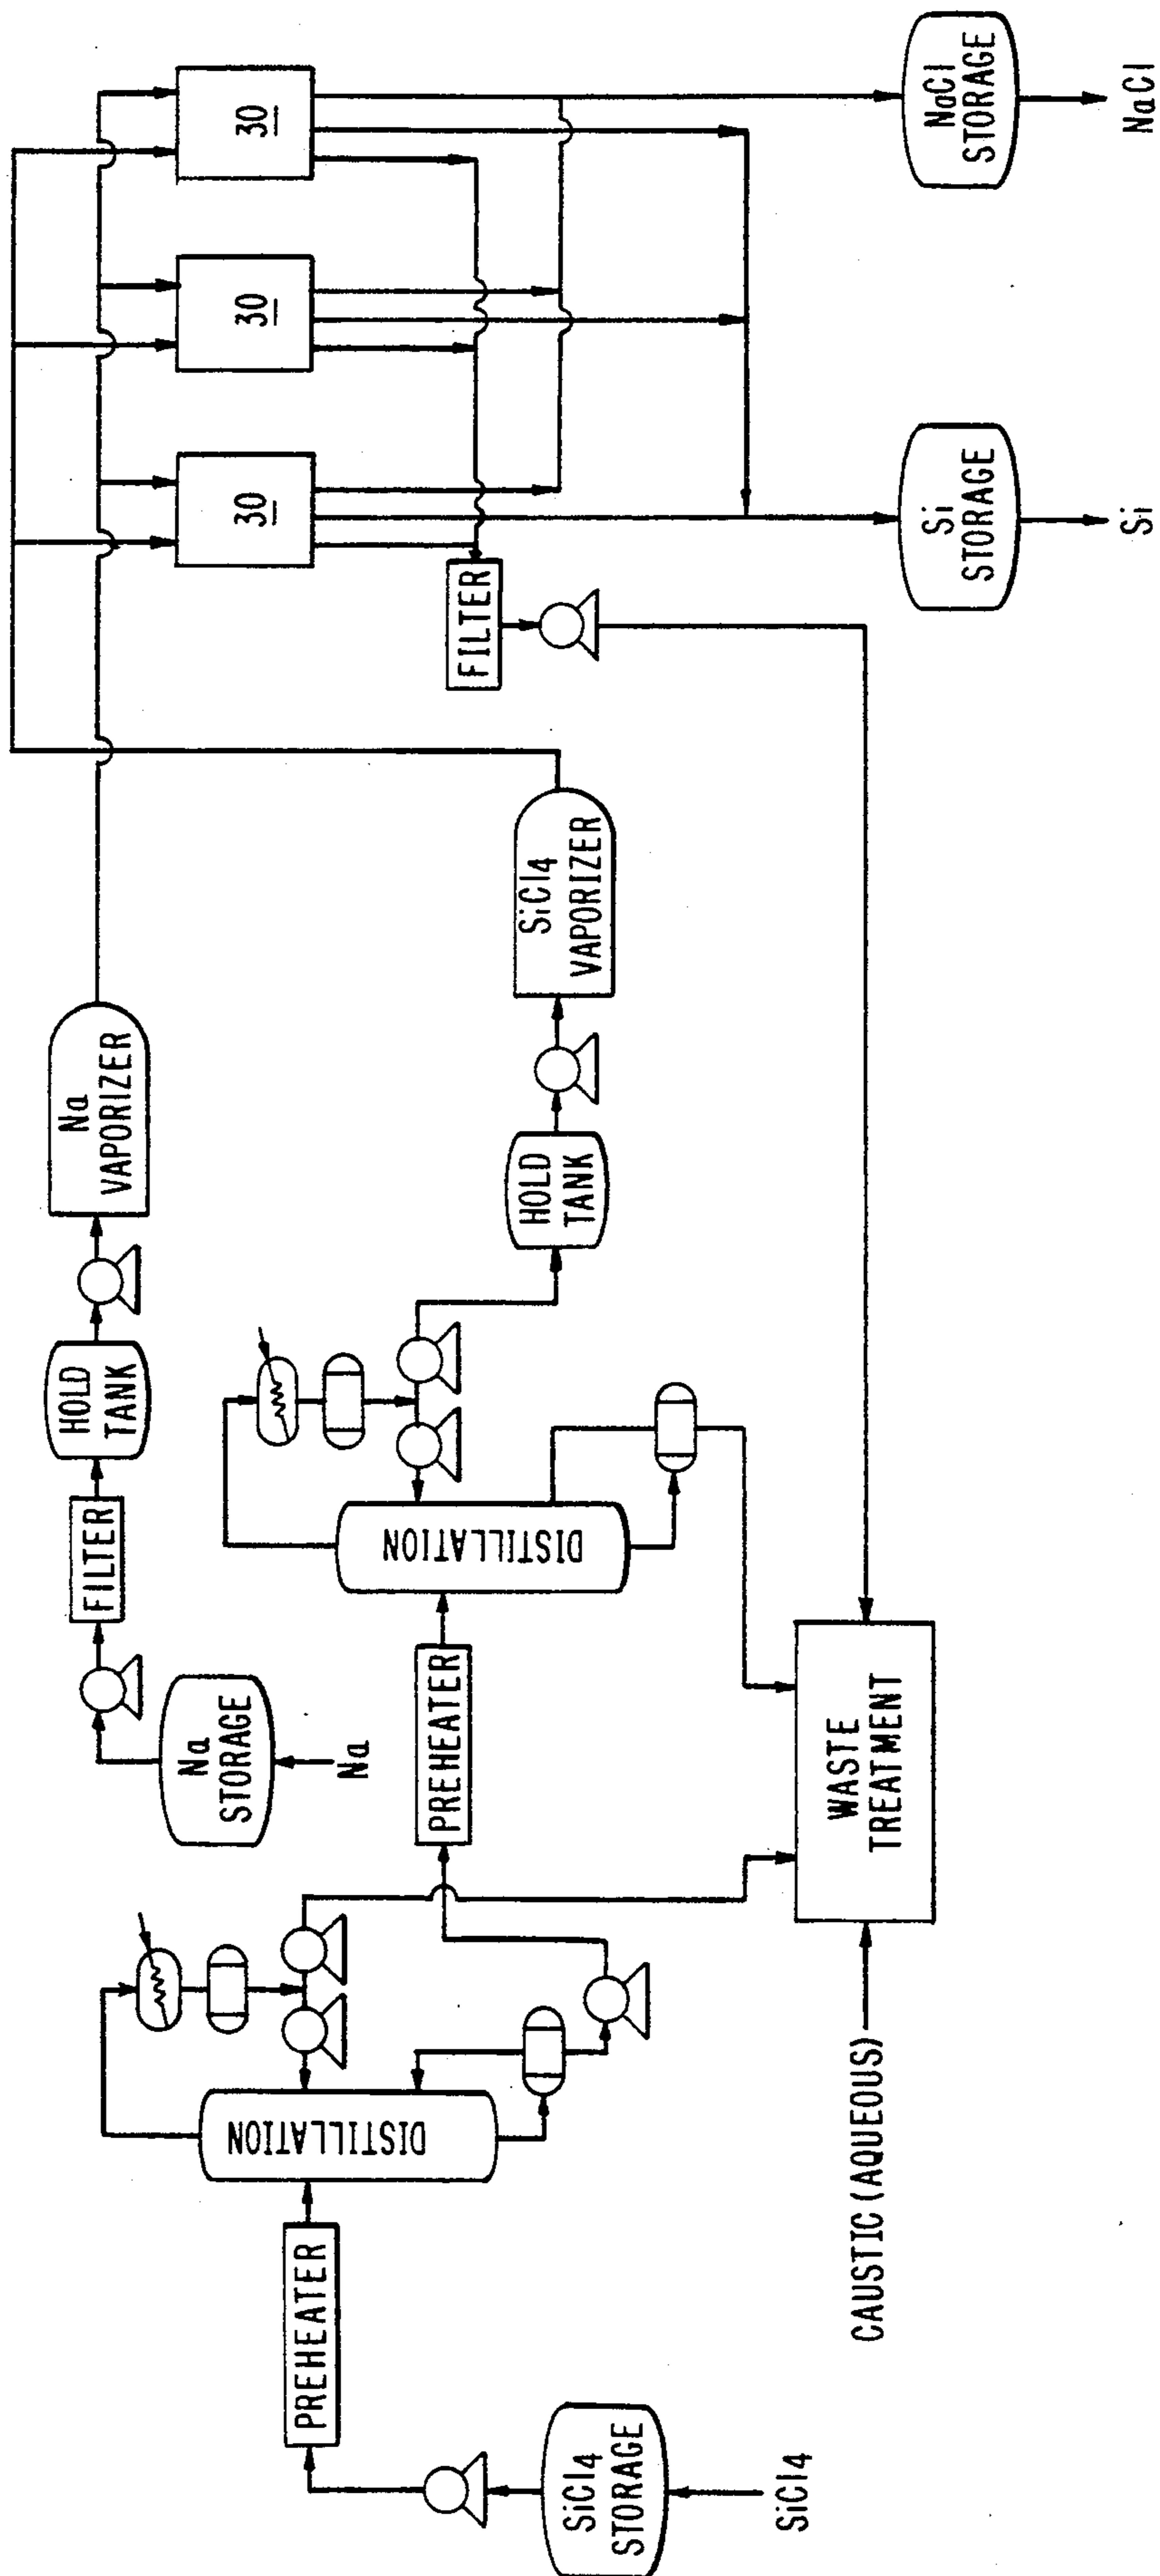 Na
STORAGE
Na
FILTER
HOLD
TANK
Na
VAPORIZER
30
30
30
FILTER
SiCl4
STORAGE
SiCl4
PREHEATER
DISTILLATION
PREHEATER
DISTILLATION
HOLD
TANK
SiCl4
VAPORIZER
CAUSTIC (AQUEOUS)
WASTE
TREATMENT
Si
STORAGE
Si
NaCl
STORAGE
NaCl